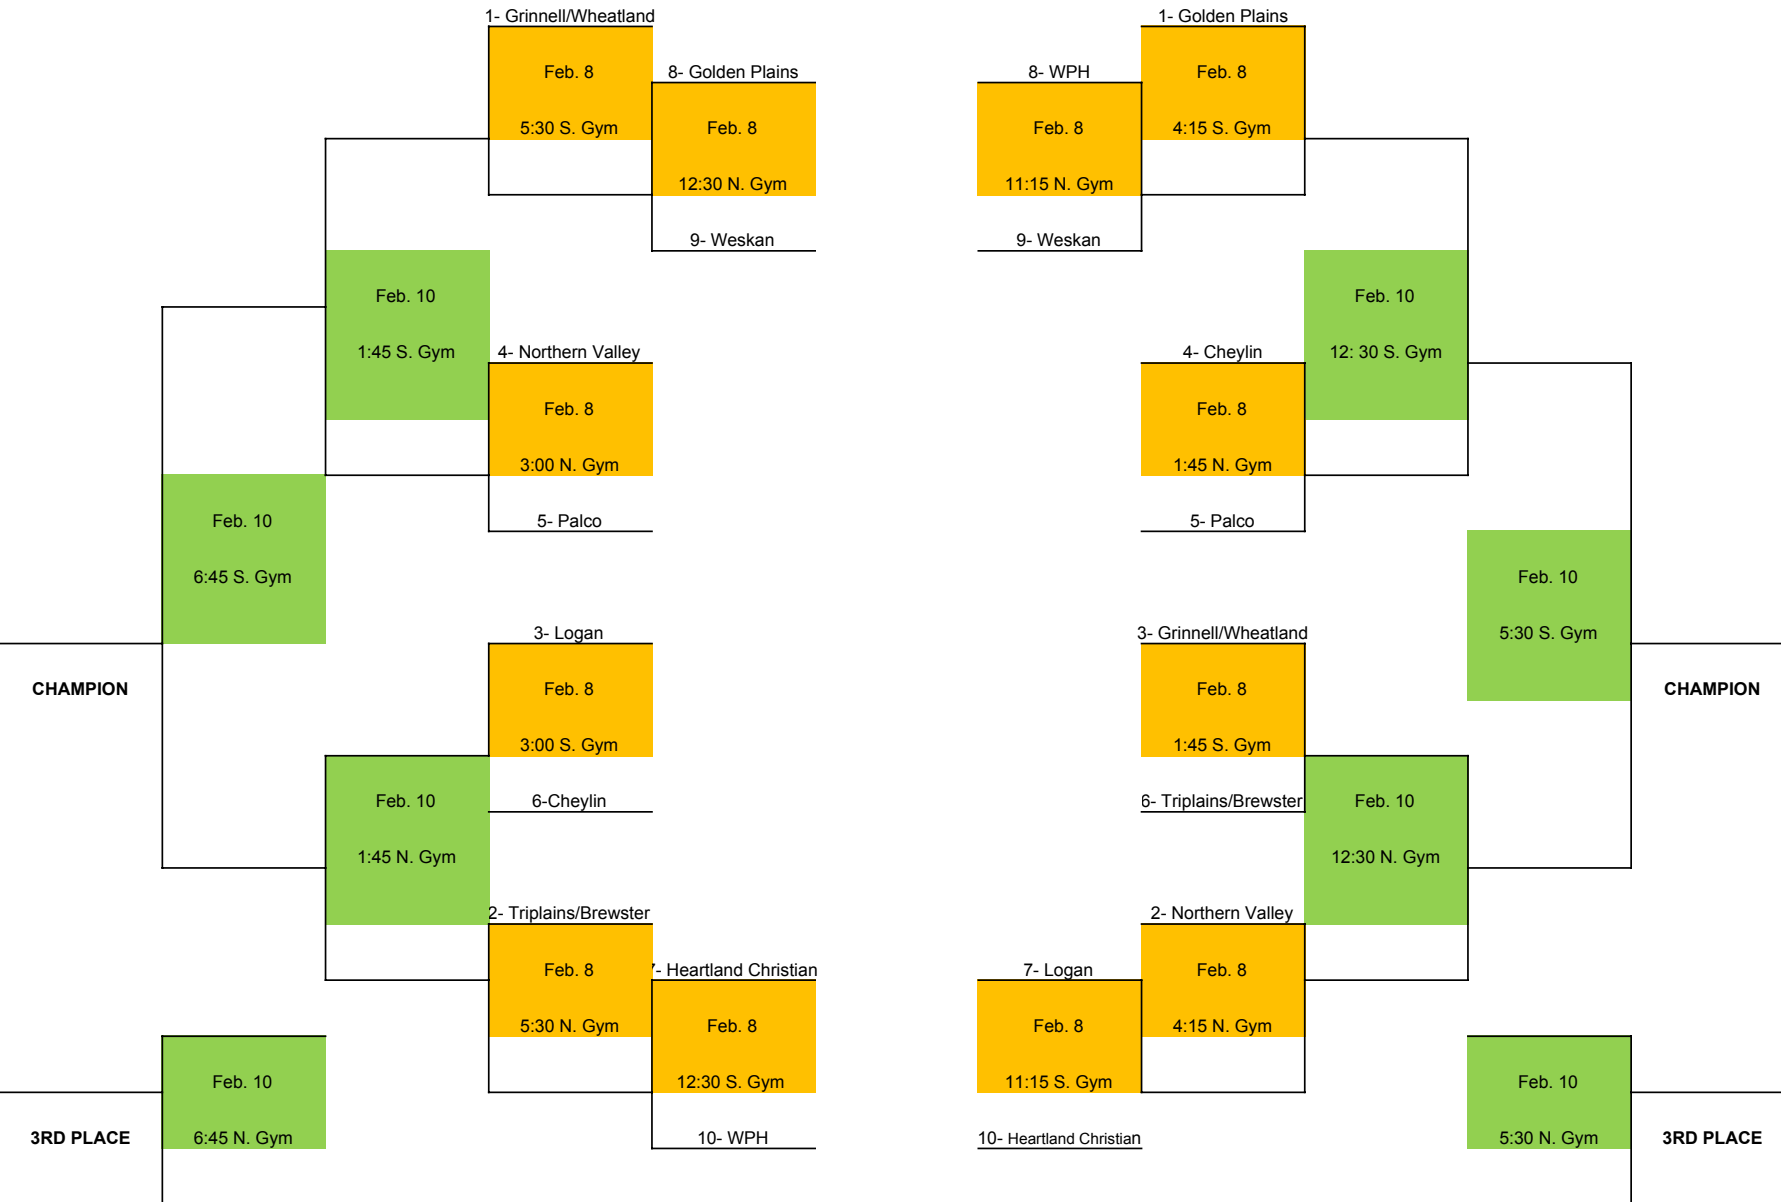 1- Grinnell/Wheatland
1- Golden Plains
Feb. 8
8- Golden Plains
8- WPH
Feb. 8
5:30 S. Gym
Feb. 8
Feb. 8
4:15 S. Gym
12:30 N. Gym
11:15 N. Gym
9- Weskan
9- Weskan
Feb. 10
Feb. 10
1:45 S. Gym
4- Northern Valley
4- Cheylin
12: 30 S. Gym
Feb. 8
Feb. 8
3:00 N. Gym
1:45 N. Gym
Feb. 10
5- Palco
5- Palco
6:45 S. Gym
Feb. 10
3- Logan
3- Grinnell/Wheatland
5:30 S. Gym
CHAMPION
Feb. 8
Feb. 8
CHAMPION
3:00 S. Gym
1:45 S. Gym
Feb. 10
6-Cheylin
6- Triplains/Brewster
Feb. 10
1:45 N. Gym
12:30 N. Gym
2- Triplains/Brewster
2- Northern Valley
Feb. 8
7- Heartland Christian
7- Logan
Feb. 8
5:30 N. Gym
Feb. 8
Feb. 8
4:15 N. Gym
Feb. 10
12:30 S. Gym
11:15 S. Gym
Feb. 10
3RD PLACE
6:45 N. Gym
10- WPH
10- Heartland Christian
5:30 N. Gym
3RD PLACE